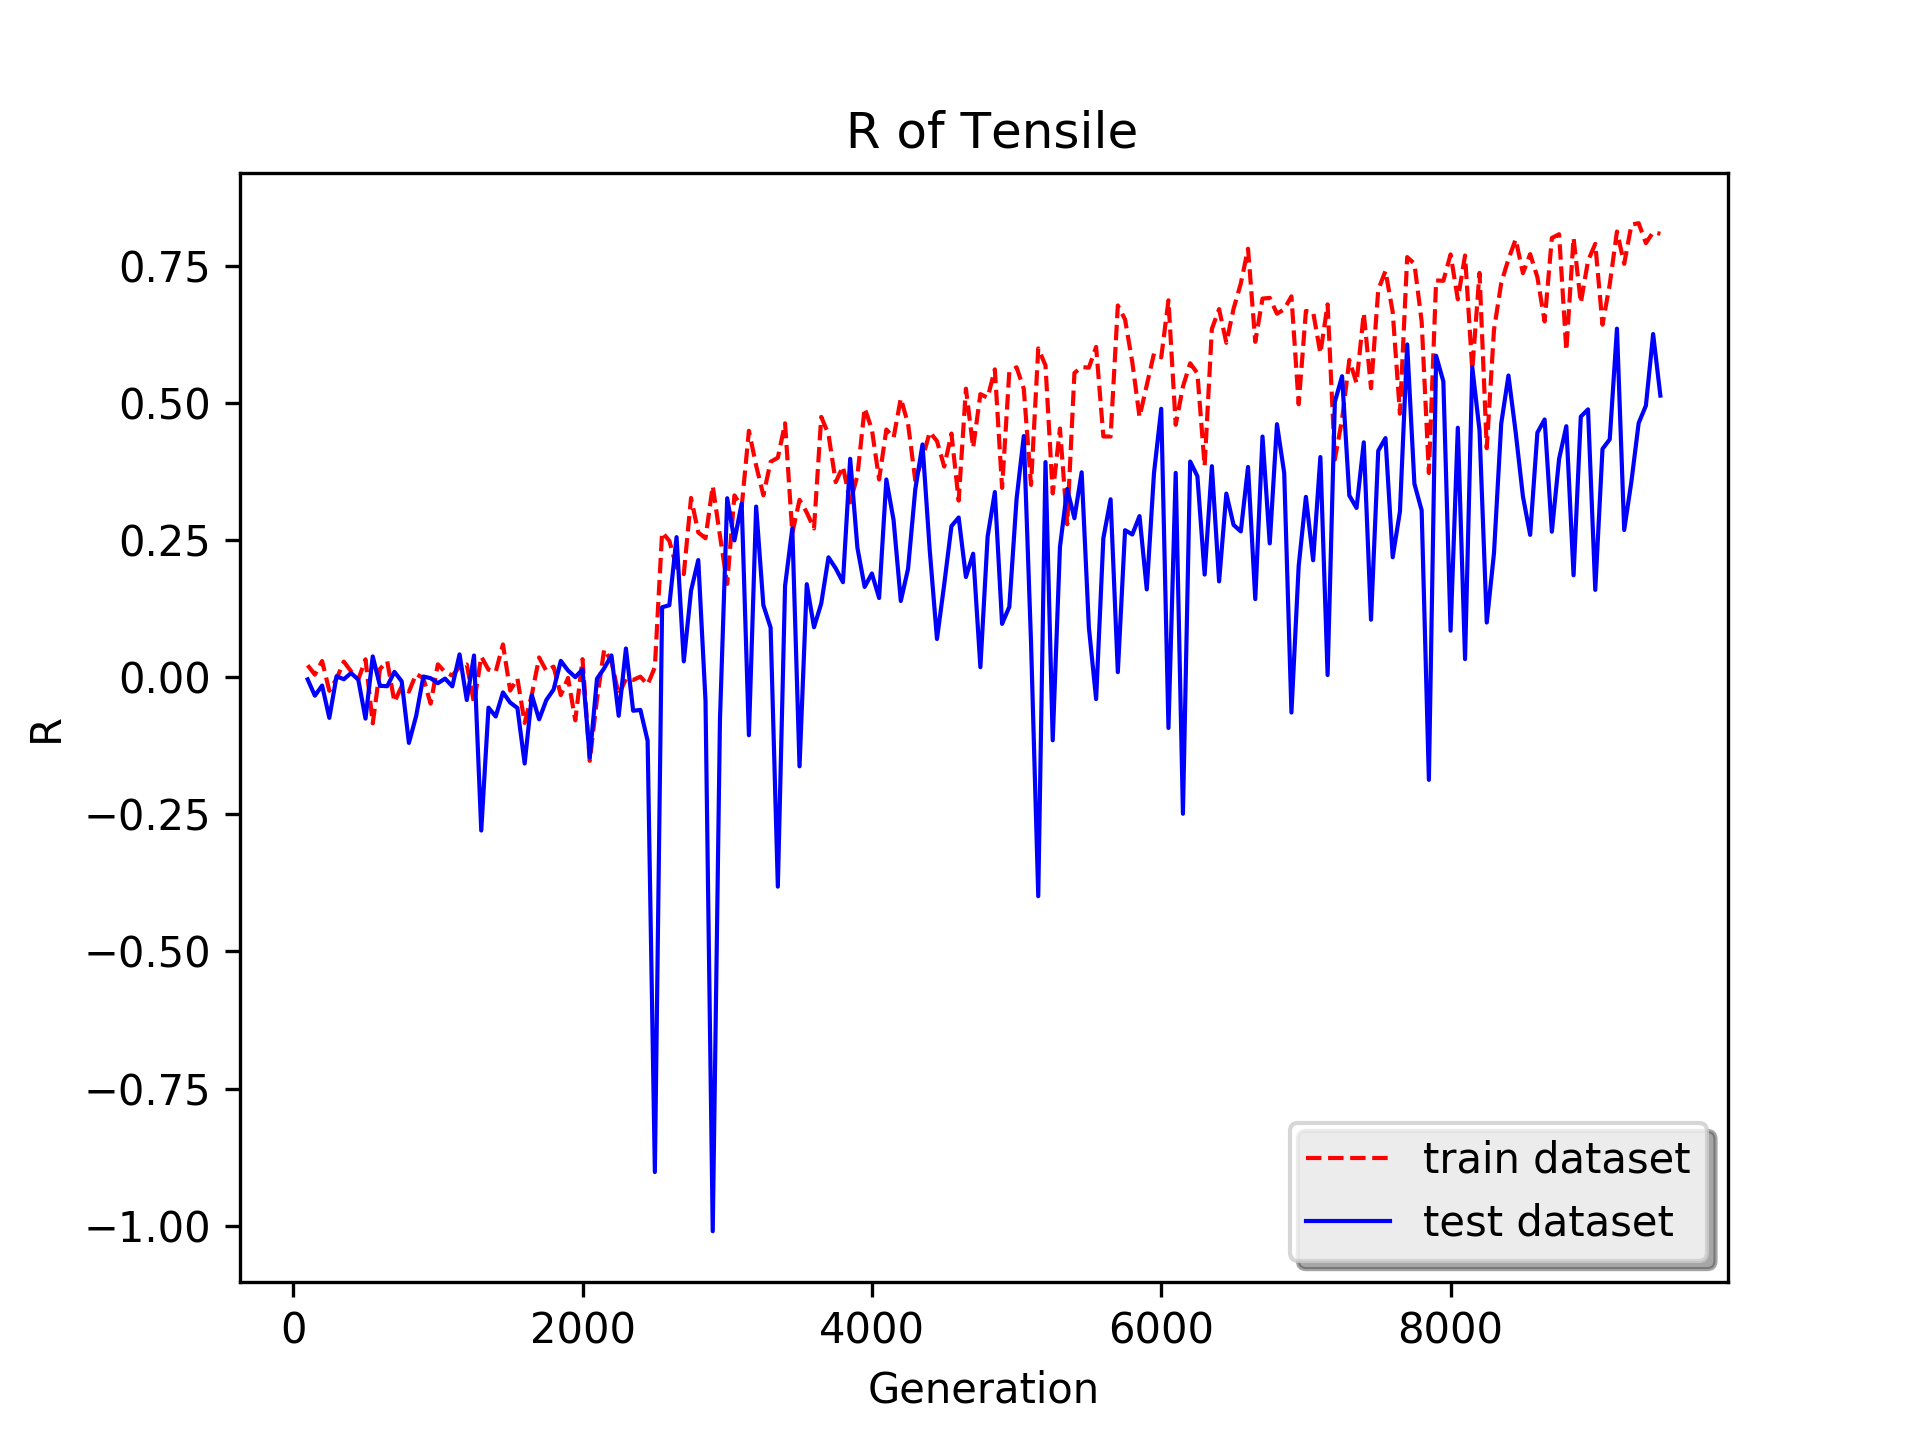 R of Tensile
0.75
0.50
0.25
0.00
−0.25
−0.50
−0.75
−1.00
R
0 2000 4000 6000 8000
Generation
train dataset
test dataset